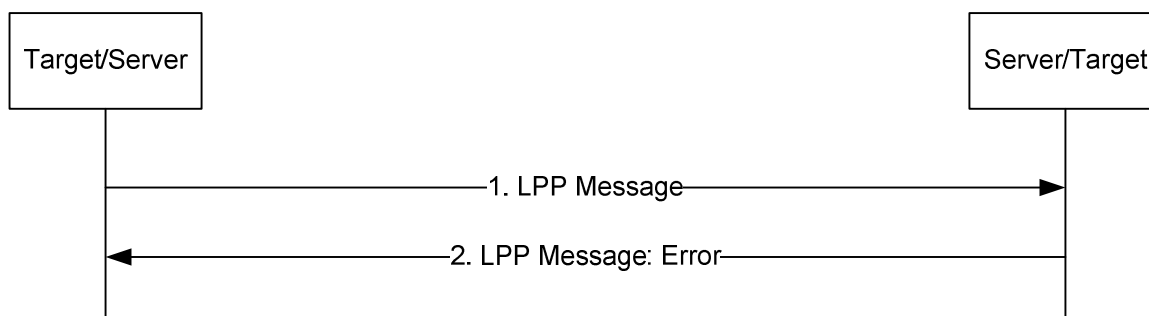 Target/Server
Server/Target
1. LPP Message
2. LPP Message: Error